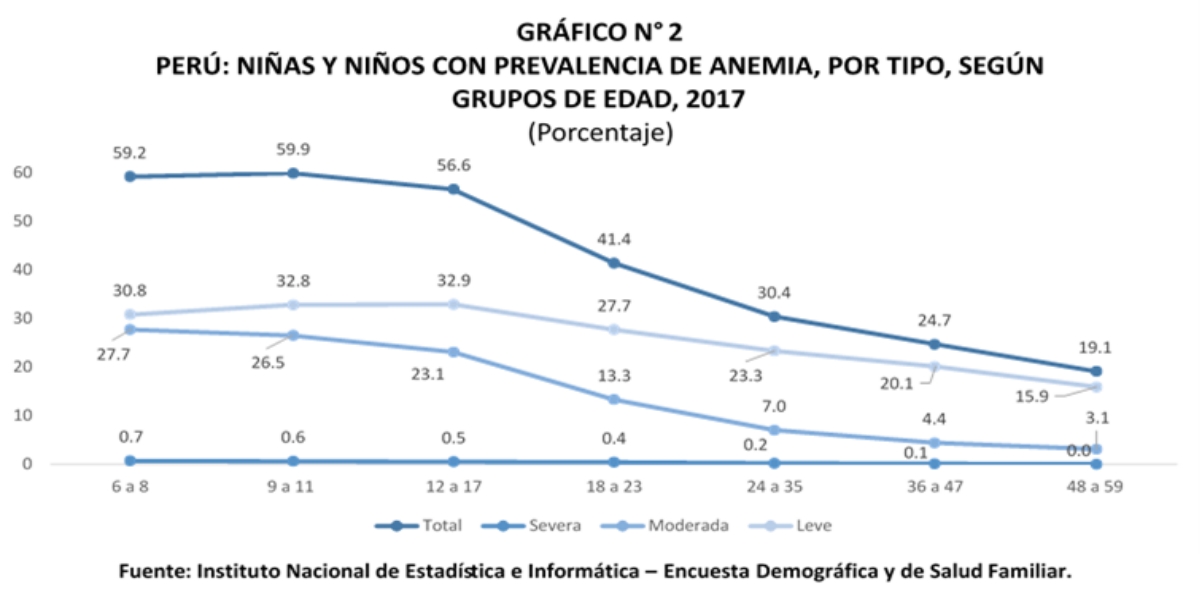 GRÁFICO N° 2
PERÚ: NIÑAS Y NIÑOS CON PREVALENCIA DE ANEMIA, POR TIPO, SEGÚN
GRUPOS DE EDAD, 2017
(Porcentaje)
60
50
40
30
20
10
0
59.2
59.9
56.6
41.4
30.4
24.7
19.1
30.8
32.8
32.9
27.7
23.3
20.1
15.9
27.7
26.5
23.1
13.3
7.0
4.4
3.1
0.7
0.6
0.5
0.4
0.2
0.1
0.0
6 a 8
9 a 11
12 a 17
18 a 23
24 a 35
36 a 47
48 a 59
Total
Severa
Moderada
Leve
Fuente: Instituto Nacional de Estadística e Informática – Encuesta Demográfica y de Salud Familiar.